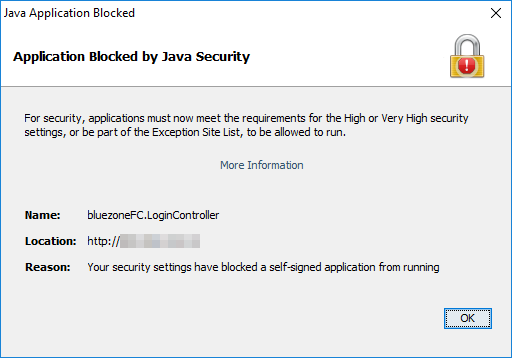 Java Application Blocked
Application Blocked by Java Security
For security, applications must now meet the requirements for the High or Very High security
settings, or be part of the Exception Site List, to be allowed to run.
More Information
Name: bluezoneFC.LoginController
Location: http://
Reason: Your security settings have blocked a self-signed application from running
OK